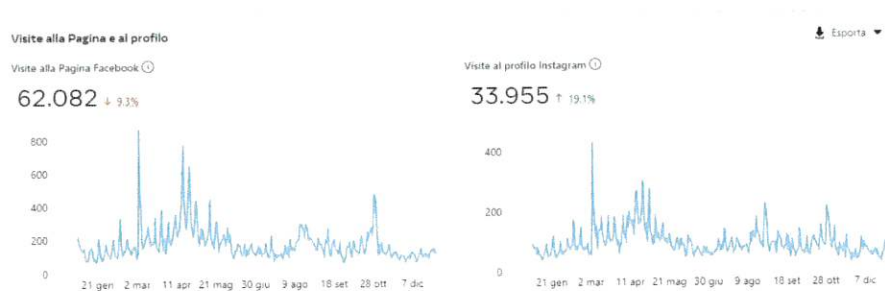 Visite alla Pagina e al profilo
Esporta
Visite alla Pagina Facebook
62.082 ↓ 9.3%
800
600
400
200
0
21 gen 2 mar 11 apr 21 mag 30 giu 9 ago 18 set 28 ott 7 dic
Visite al profilo Instagram
33.955 ↑ 19.1%
400
200
0
21 gen 2 mar 11 apr 21 mag 30 giu 9 ago 18 set 28 ott 7 dic